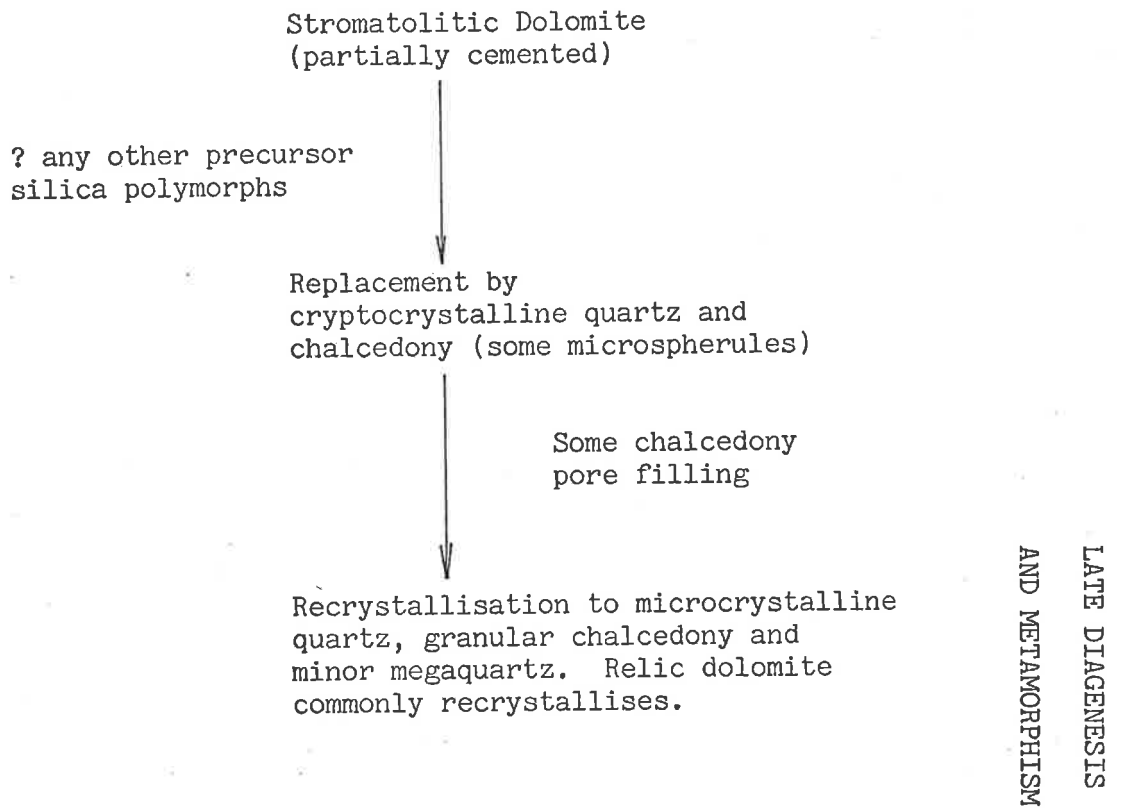 Stromatolitic Dolomite
(partially cemented)
? any other precursor
silica polymorphs
Replacement by
cryptocrystalline quartz and
chalcedony (some microspherules)
Some chalcedony
pore filling
Recrystallisation to microcrystalline
quartz, granular chalcedony and
minor megaquartz. Relic dolomite
commonly recrystallises.
LATE DIAGENESIS
AND METAMORPHISM